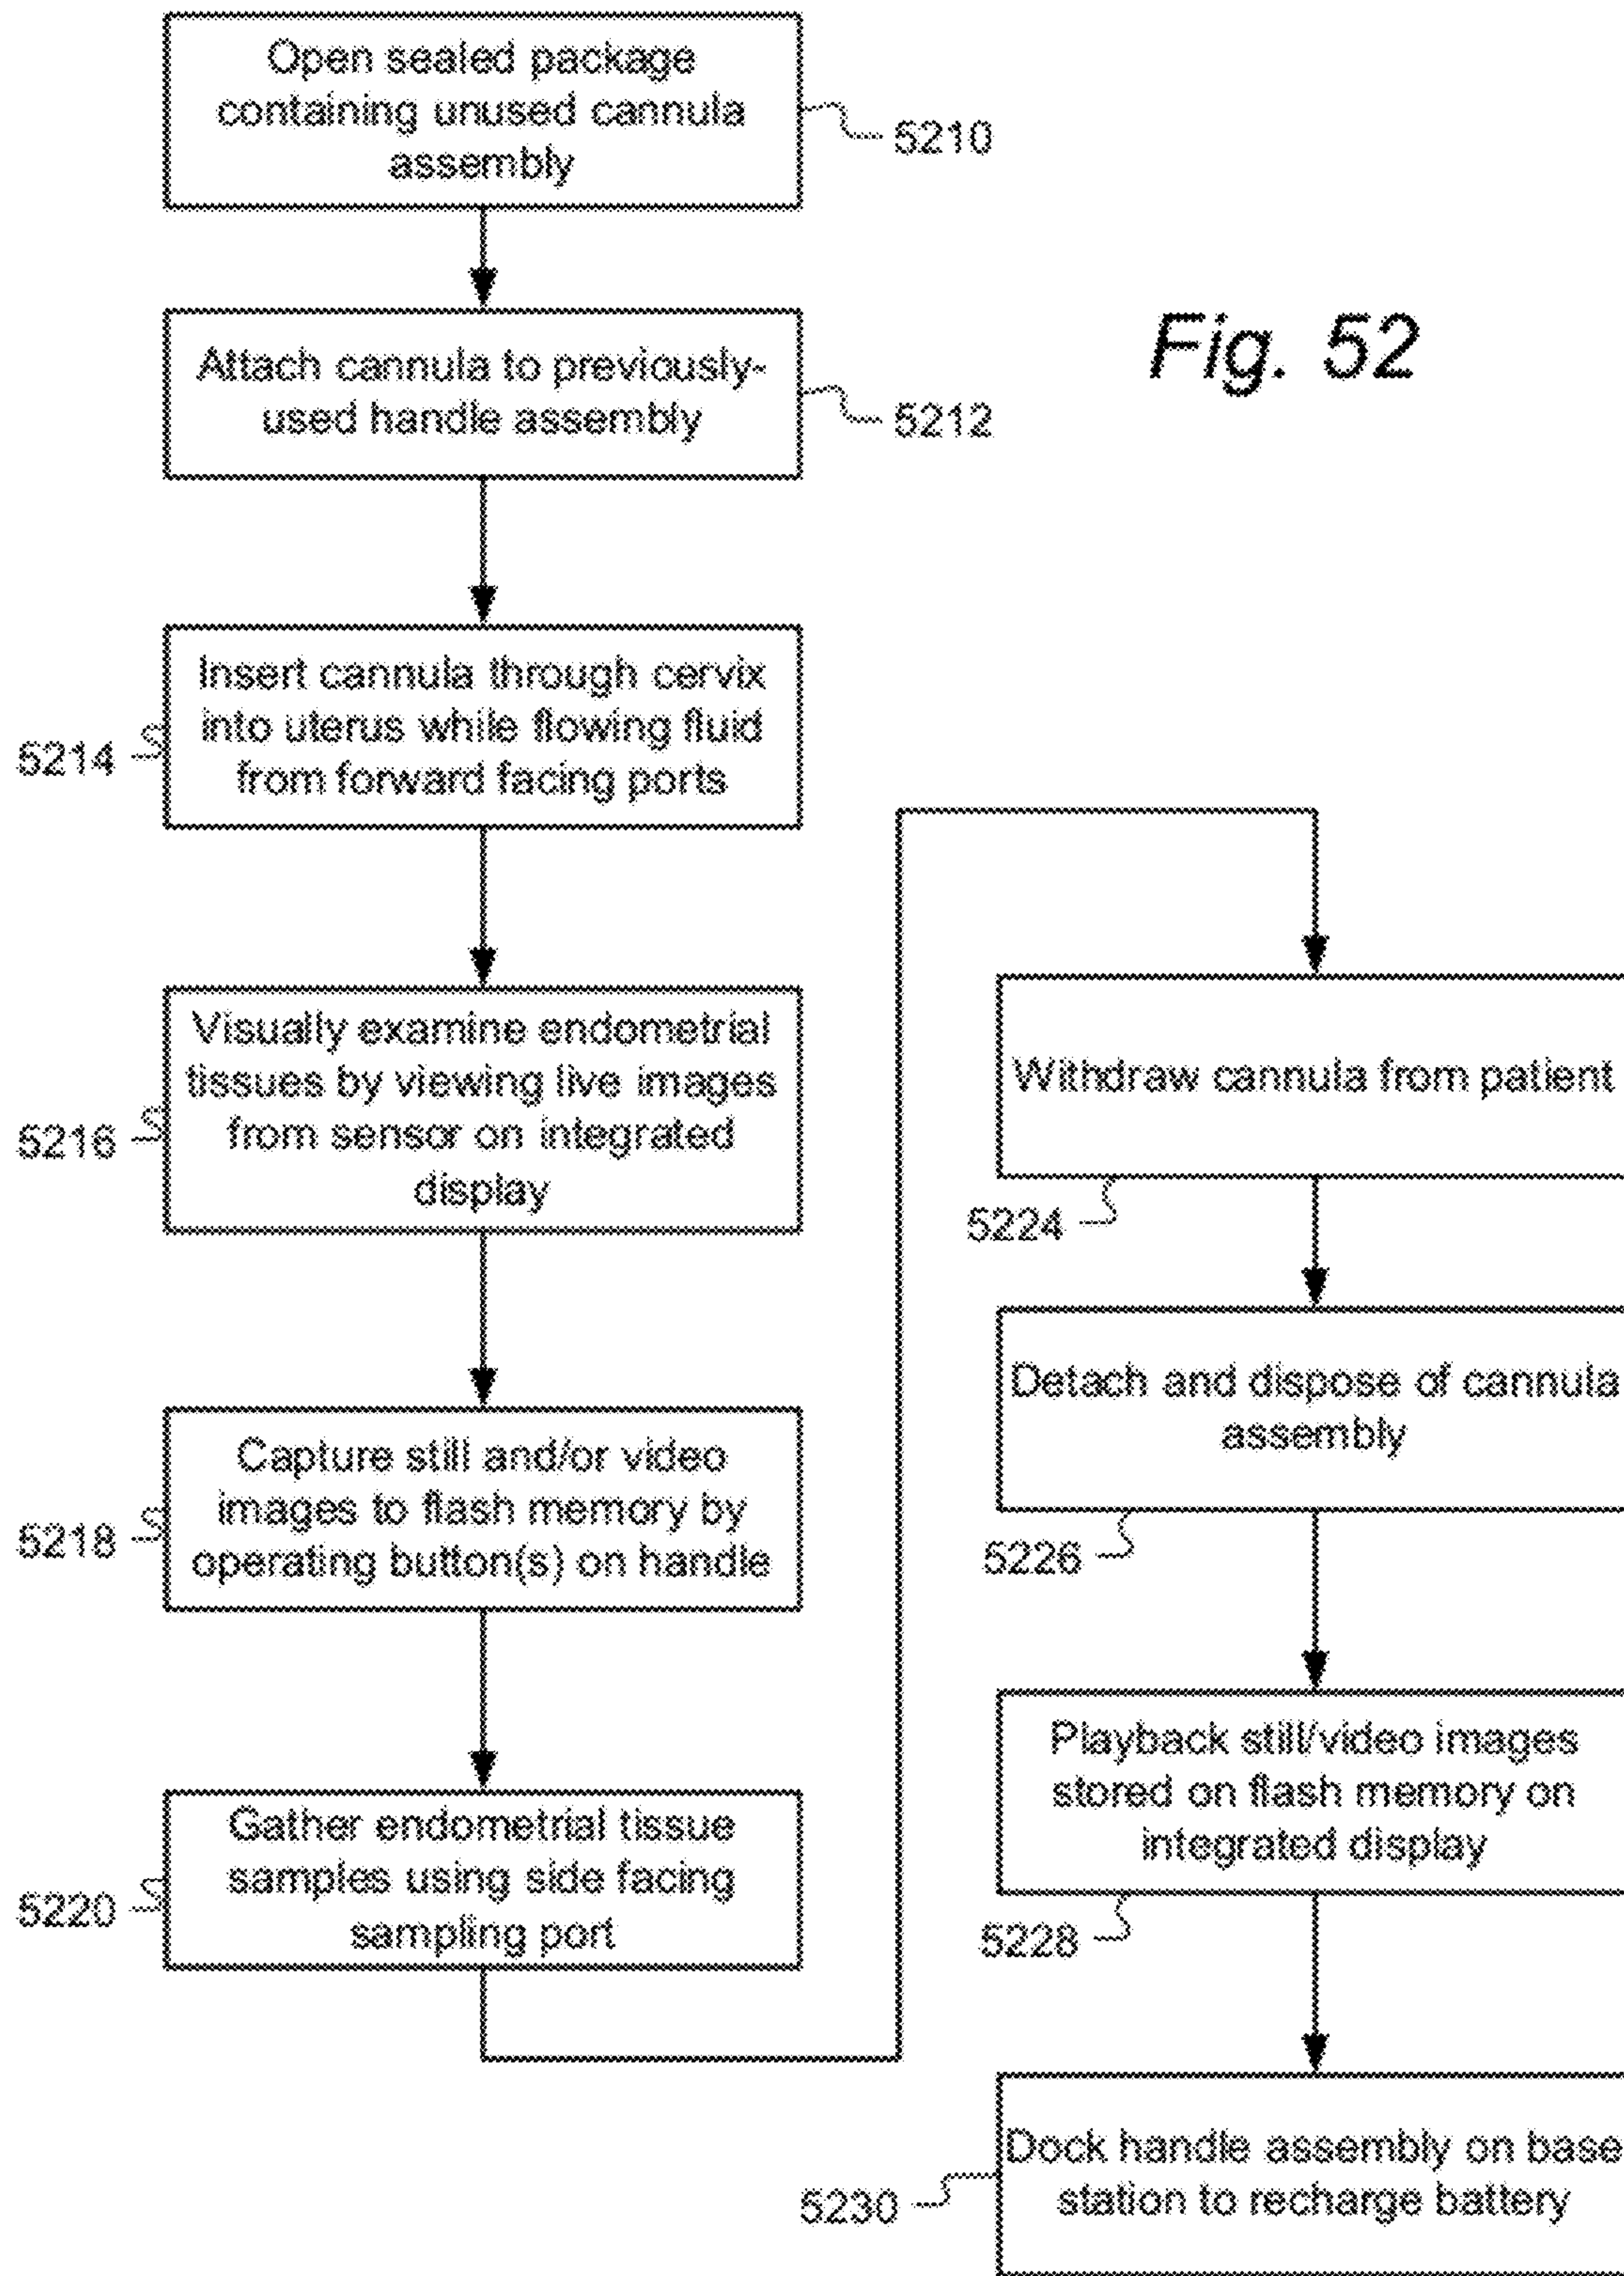 Open sealed package
containing unused cannula
assembly
5210
Fig. 52
Attach cannula to previously-
used handle assembly
5212
Insert cannula through cervix
into uterus while flowing fluid
from forward facing ports
5214
Visually examine endometrial
tissues by viewing live images
from sensor on integrated
display
5216
Capture still and/or video
images to flash memory by
operating button(s) on handle
5218
Gather endometrial tissue
samples using side facing
sampling port
5220
Withdraw cannula from patient
5224
Detach and dispose of cannula
assembly
5226
Playback still/video images
stored on flash memory on
integrated display
5228
Dock handle assembly on base
station to recharge battery
5230